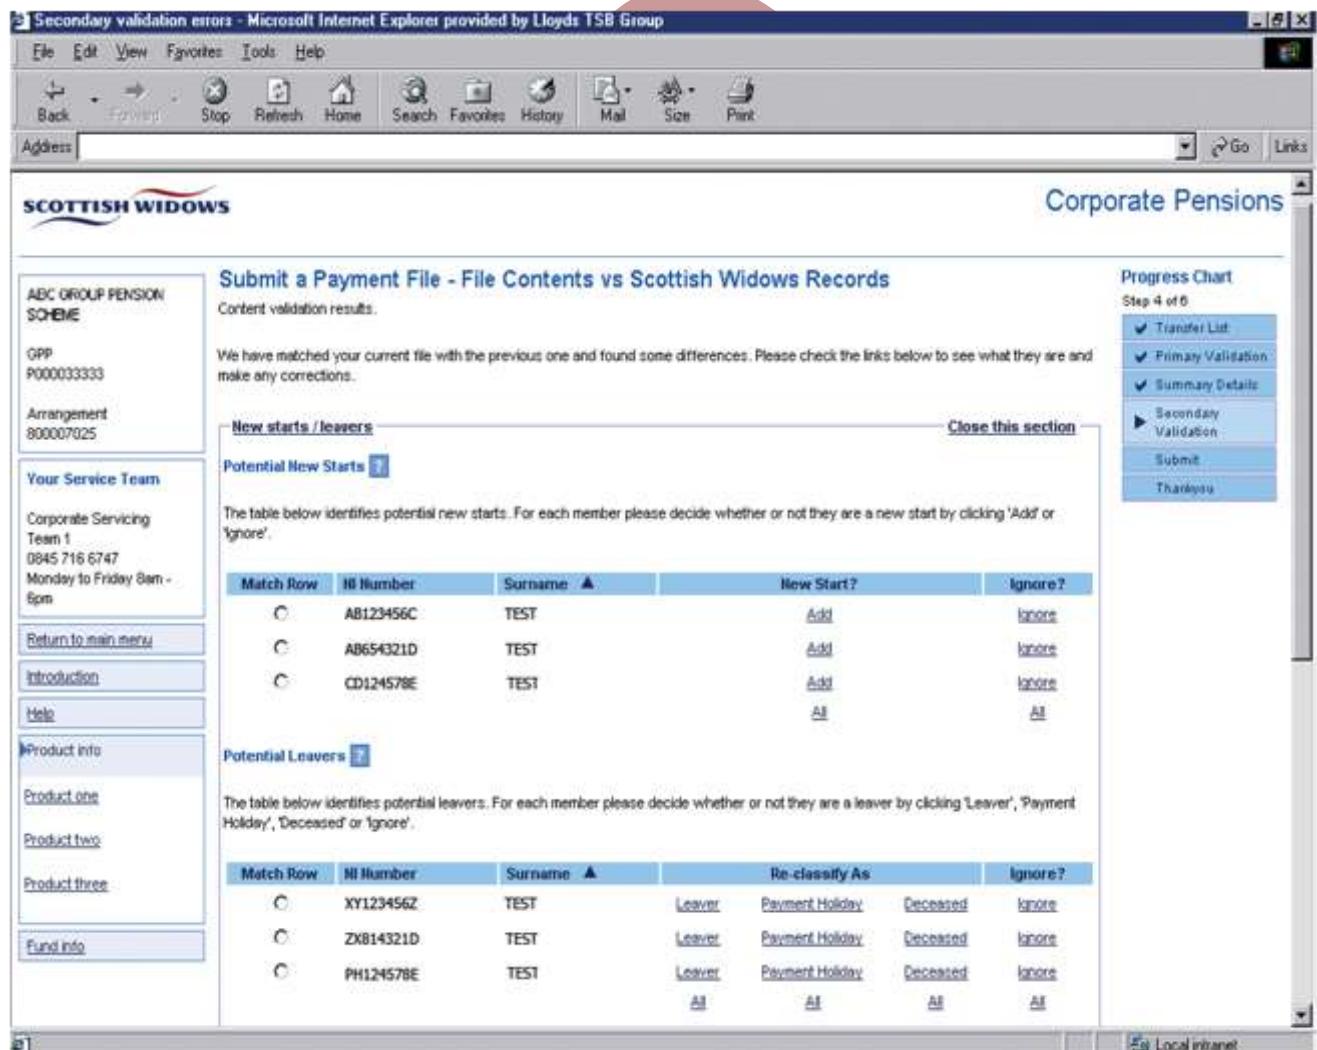 Secondary validation errors - Microsoft Internet Explorer provided by Lloyds TSB Group
File Edit View Favorites Tools Help
Back Forward Stop Refresh Home Search Favorites History Mail Size Print
Address Go Links
SCOTTISH WIDOWS
Corporate Pensions
ABC GROUP PENSION
SCHEME
GPP
P000033333
Arrangement
800007025
Your Service Team
Corporate Servicing
Team 1
0845 716 6747
Monday to Friday 8am -
6pm
Return to main menu
Introduction
Help
Product info
Product one
Product two
Product three
Fund info
Submit a Payment File - File Contents vs Scottish Widows Records
Content validation results.
We have matched your current file with the previous one and found some differences. Please check the links below to see what they are and
make any corrections.
New starts / leavers Close this section
Potential New Starts ?
The table below identifies potential new starts. For each member please decide whether or not they are a new start by clicking 'Add' or
'Ignore'.
Match Row NI Number Surname ▲ New Start? Ignore?
AB123456C TEST Add Ignore
AB654321D TEST Add Ignore
CD124578E TEST Add Ignore
All All
Potential Leavers ?
The table below identifies potential leavers. For each member please decide whether or not they are a leaver by clicking 'Leaver', 'Payment
Holiday', 'Deceased' or 'Ignore'.
Match Row NI Number Surname ▲ Re-classify As Ignore?
XY123456Z TEST Leaver Payment Holiday Deceased Ignore
ZX814321D TEST Leaver Payment Holiday Deceased Ignore
PH124578E TEST Leaver Payment Holiday Deceased Ignore
All All All All
Progress Chart
Step 4 of 6
Transfer List
Primary Validation
Summary Details
Secondary
Validation
Submit
Thankyou
Local intranet